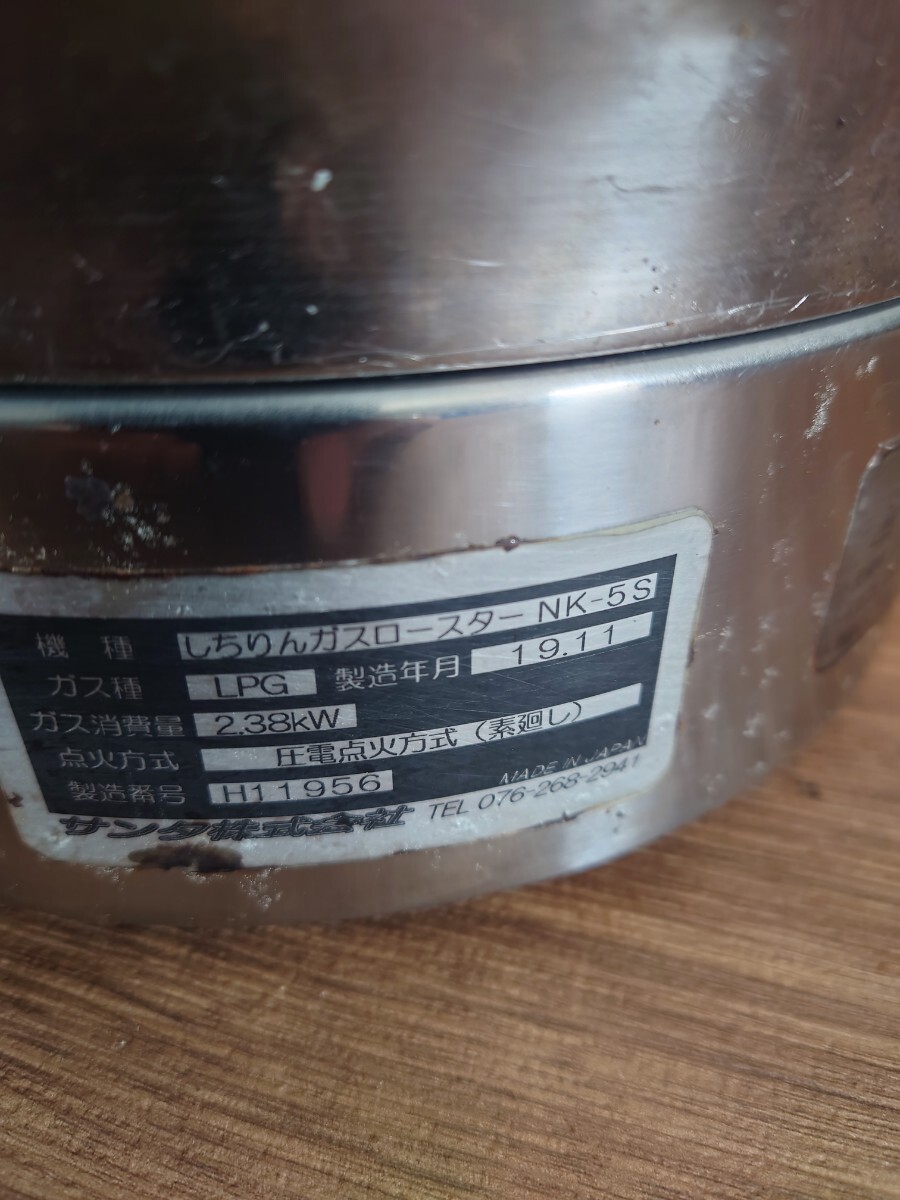 機種 しちりんガスロースター NK-5S
ガス種 LPG 製造年月 19.11
ガス消費量 2.38kW
点火方式 圧電点火方式(素廻し)
製造番号 H11956 MADE IN JAPAN
サンタ株式会社 TEL 076-268-2941